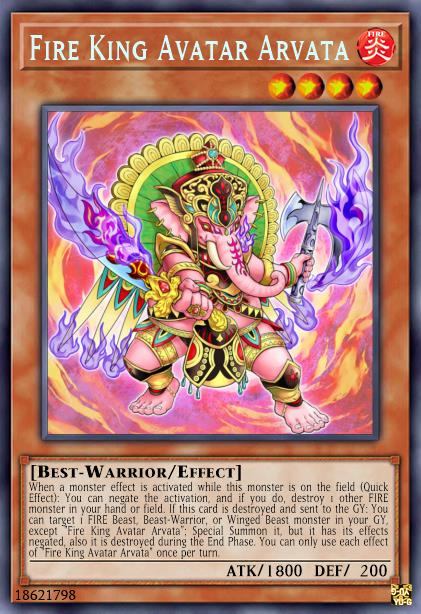 FIRE KING AVATAR ARVATA
FIRE
炎
[BEST-WARRIOR/EFFECT]
When a monster effect is activated while this monster is on the field (Quick
Effect): You can negate the activation, and if you do, destroy 1 other FIRE
monster in your hand or field. If this card is destroyed and sent to the GY: You
can target 1 FIRE Beast, Beast-Warrior, or Winged Beast monster in your GY,
except "Fire King Avatar Arvata"; Special Summon it, but it has its effects
negated, also it is destroyed during the End Phase. You can only use each effect
of "Fire King Avatar Arvata" once per turn.
ATK/1800 DEF/ 200
18621798